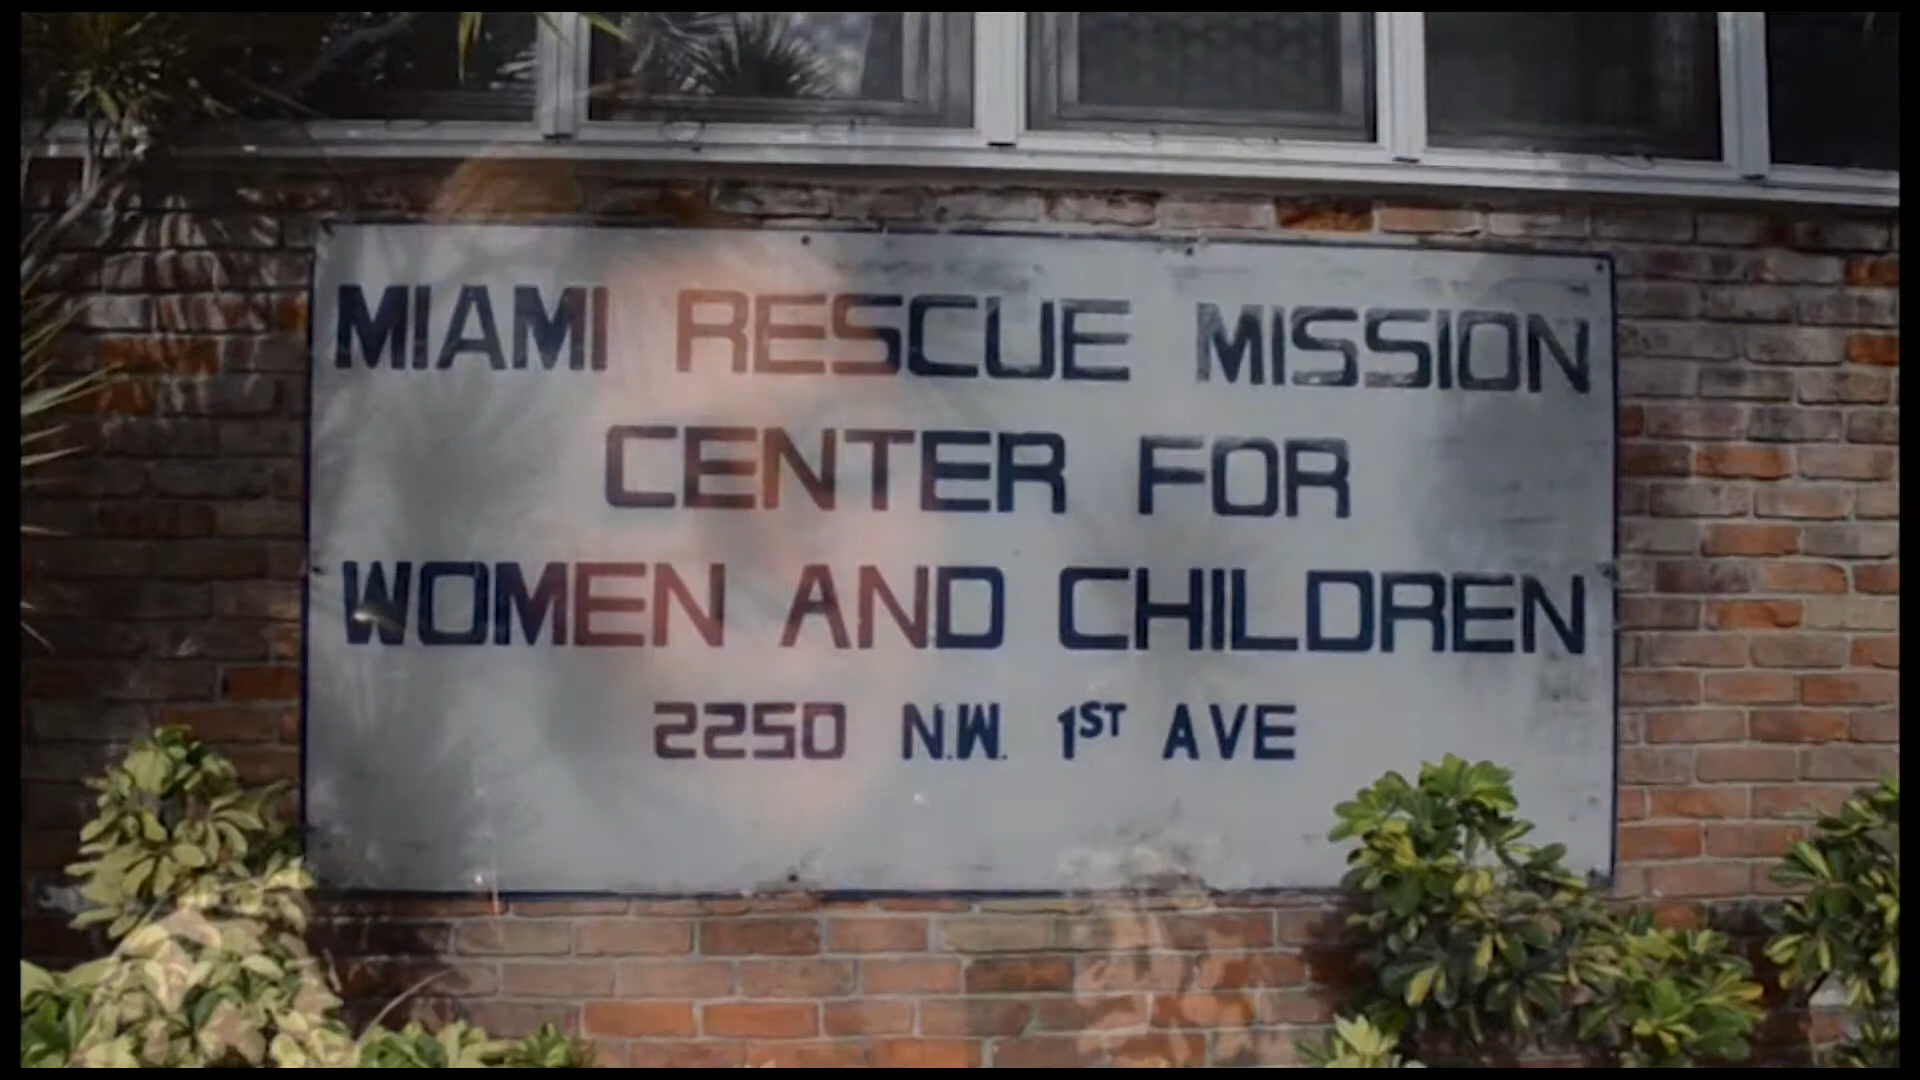 MIAMI RESCUE MISSION
CENTER FOR
WOMEN AND CHILDREN
2250 N.W. 1ST AVE